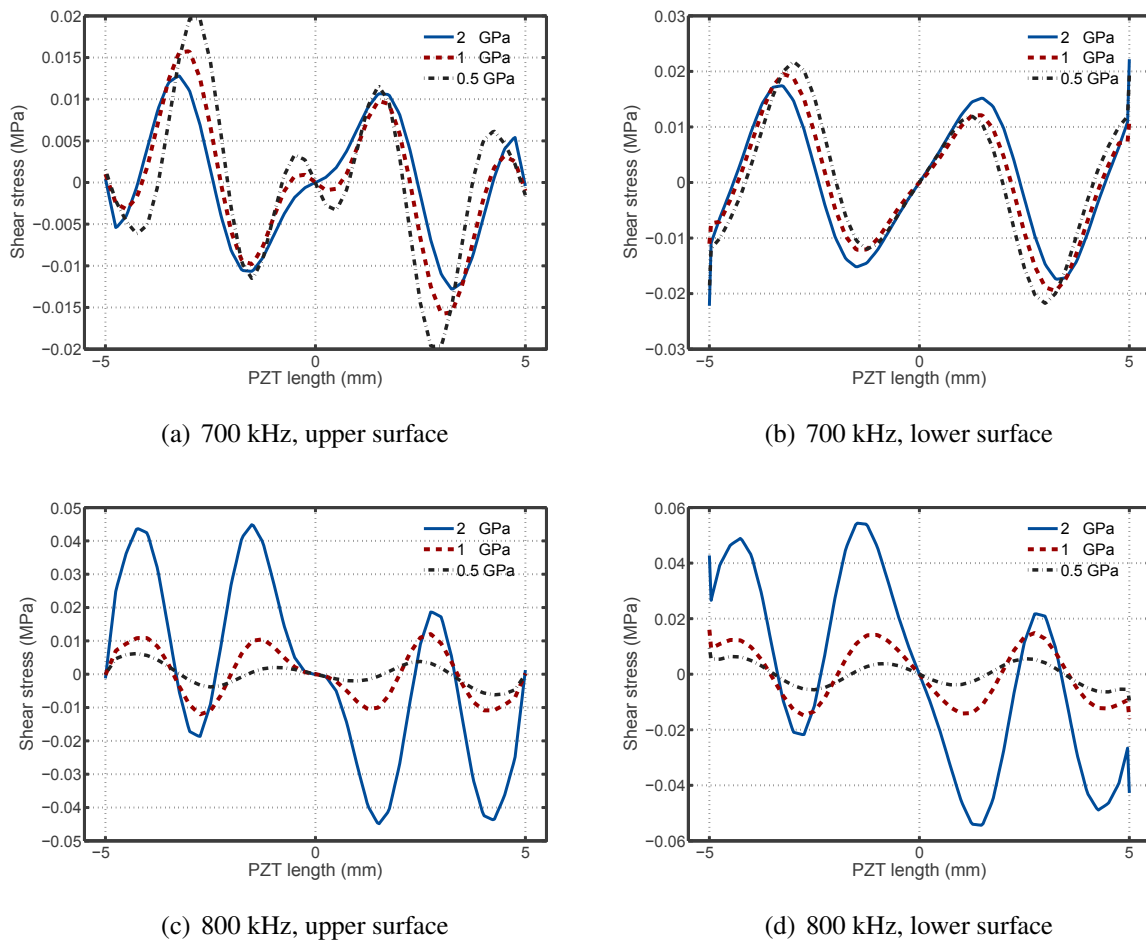 0.02
0.015
0.01
0.005
0
−0.005
−0.01
−0.015
−0.02
Shear stress (MPa)
−5 0 5
PZT length (mm)
2 GPa
1 GPa
0.5 GPa
(a) 700 kHz, upper surface
0.03
0.02
0.01
0
−0.01
−0.02
−0.03
Shear stress (MPa)
−5 0 5
PZT length (mm)
2 GPa
1 GPa
0.5 GPa
(b) 700 kHz, lower surface
0.05
0.04
0.03
0.02
0.01
0
−0.01
−0.02
−0.03
−0.04
−0.05
Shear stress (MPa)
−5 0 5
PZT length (mm)
2 GPa
1 GPa
0.5 GPa
(c) 800 kHz, upper surface
0.06
0.04
0.02
0
−0.02
−0.04
−0.06
Shear stress (MPa)
−5 0 5
PZT length (mm)
2 GPa
1 GPa
0.5 GPa
(d) 800 kHz, lower surface